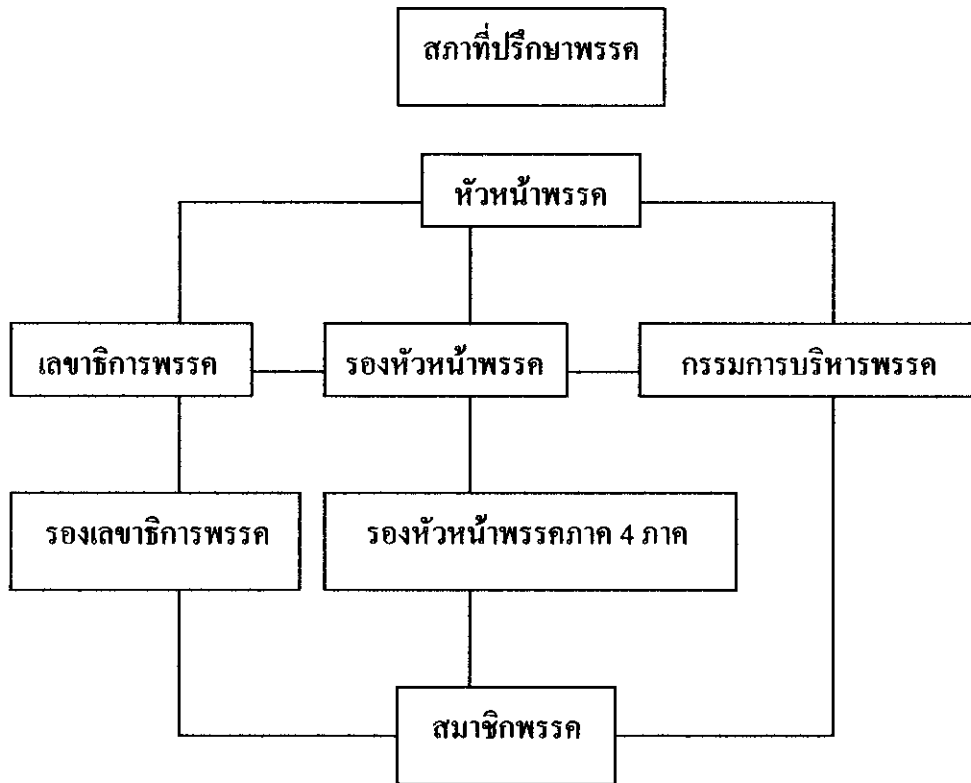 สภาที่ปรึกษาพรรค
หัวหน้าพรรค
เลขาธิการพรรค
รองหัวหน้าพรรค
กรรมการบริหารพรรค
รองเลขาธิการพรรค
รองหัวหน้าพรรคภาค 4 ภาค
สมาชิกพรรค